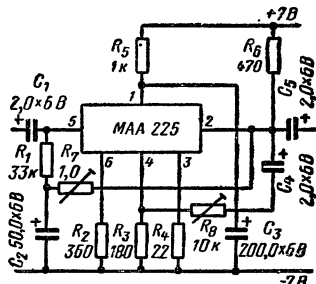 +7В
R5
1к
R6
470
C1
2,0×6В
1
C5
2,0×6В
5
МАА 225
2
R1
33к
R7
1,0
6
4
3
C4
2,0×6В
R8
10к
C3
200,0×6В
C2 50,0×6В
R2
360
R3
180
R4
22
-7В